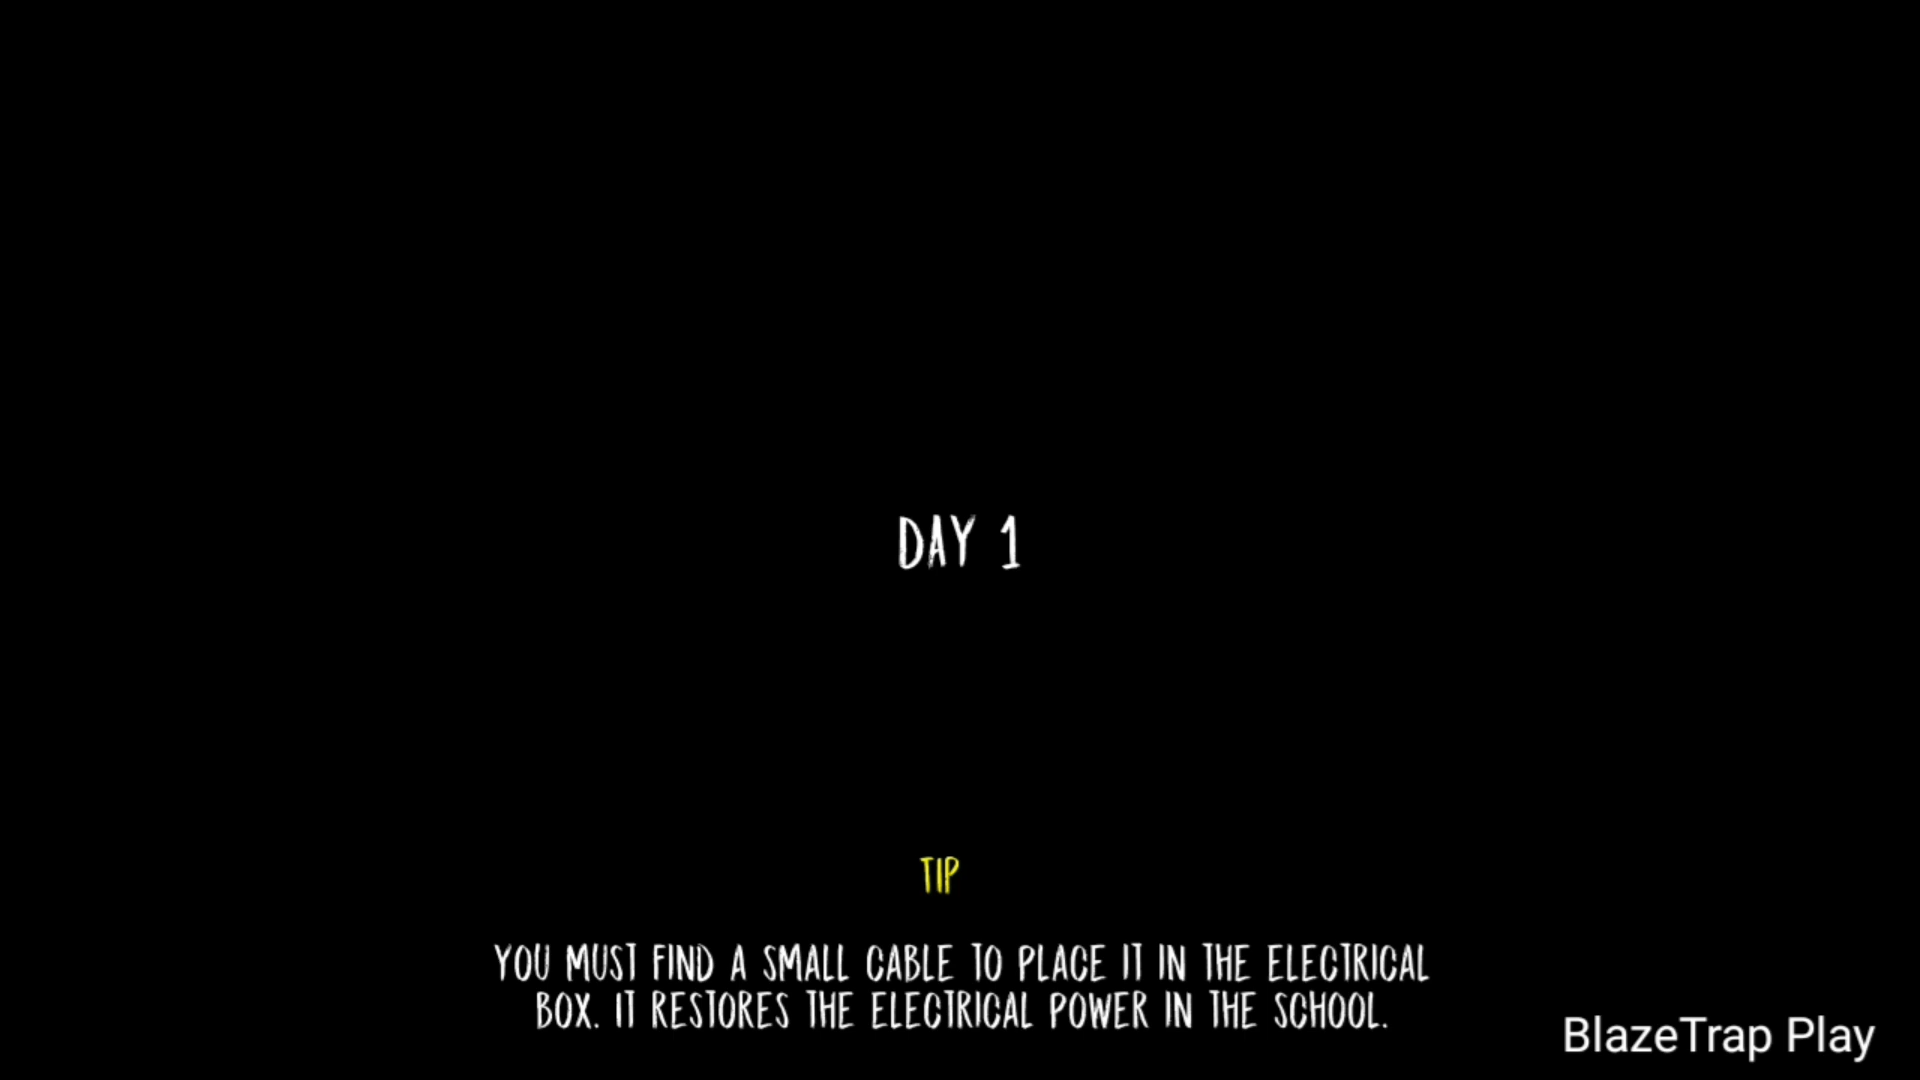 DAY 1
TIP
YOU MUST FIND A SMALL CABLE TO PLACE IT IN THE ELECTRICAL
BOX. IT RESTORES THE ELECTRICAL POWER IN THE SCHOOL.
BlazeTrap Play